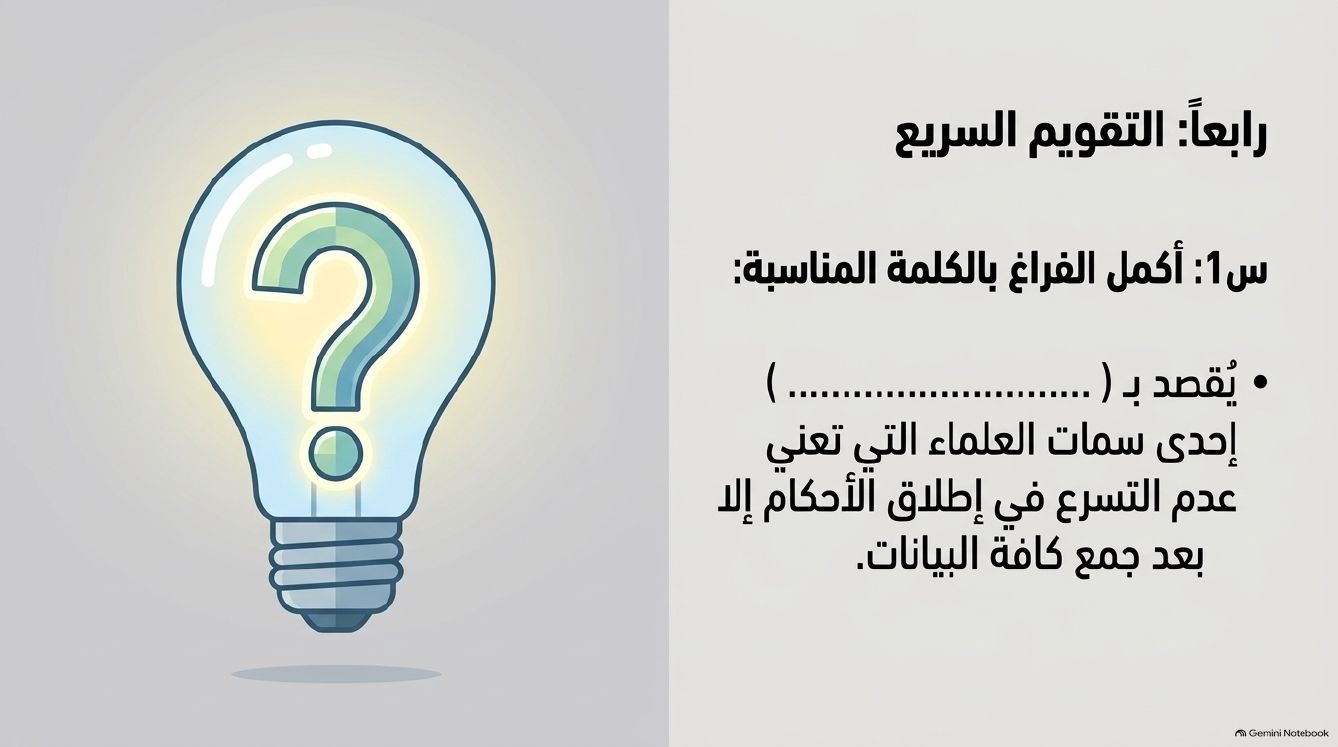 رابعاً: التقويم السريع
س1: أكمل الفراغ بالكلمة المناسبة:
• يُقصد بـ ( ............................ )
إحدى سمات العلماء التي تعني
عدم التسرع في إطلاق الأحكام إلا
بعد جمع كافة البيانات.
Gemini Notebook